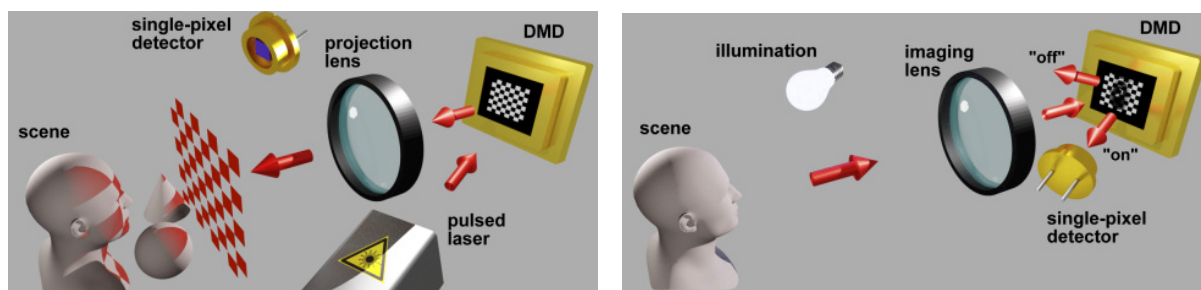 single-pixel
detector
projection
lens
DMD
scene
pulsed
laser
illumination
imaging
lens
DMD
"off"
scene
"on"
single-pixel
detector